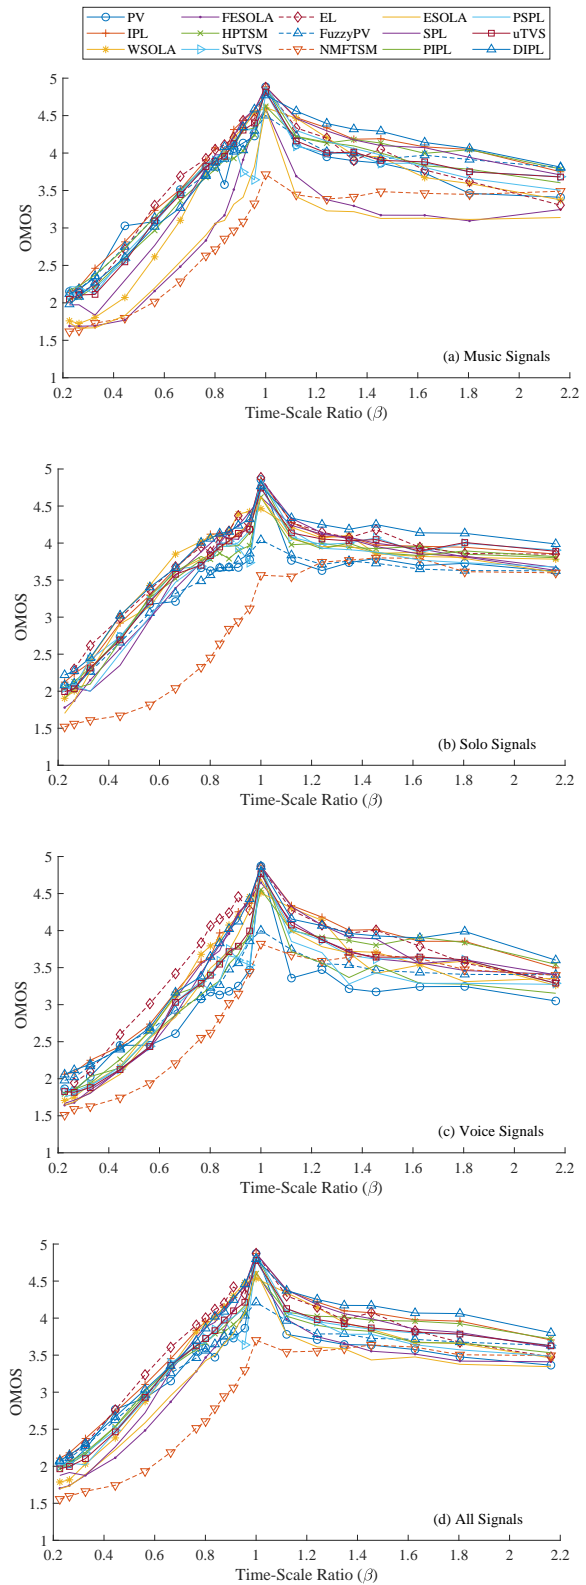 PV FESOLA EL ESOLA PSPL
IPL HPTSM FuzzyPV SPL uTVS
WSOLA SuTVS NMFTSM PIPL DIPL
5
4.5
4
3.5
3
2.5
2
1.5
1
OMOS
(a) Music Signals
0.2 0.4 0.6 0.8 1 1.2 1.4 1.6 1.8 2 2.2
Time-Scale Ratio (β)
5
4.5
4
3.5
3
2.5
2
1.5
1
OMOS
(b) Solo Signals
0.2 0.4 0.6 0.8 1 1.2 1.4 1.6 1.8 2 2.2
Time-Scale Ratio (β)
5
4.5
4
3.5
3
2.5
2
1.5
1
OMOS
(c) Voice Signals
0.2 0.4 0.6 0.8 1 1.2 1.4 1.6 1.8 2 2.2
Time-Scale Ratio (β)
5
4.5
4
3.5
3
2.5
2
1.5
1
OMOS
(d) All Signals
0.2 0.4 0.6 0.8 1 1.2 1.4 1.6 1.8 2 2.2
Time-Scale Ratio (β)